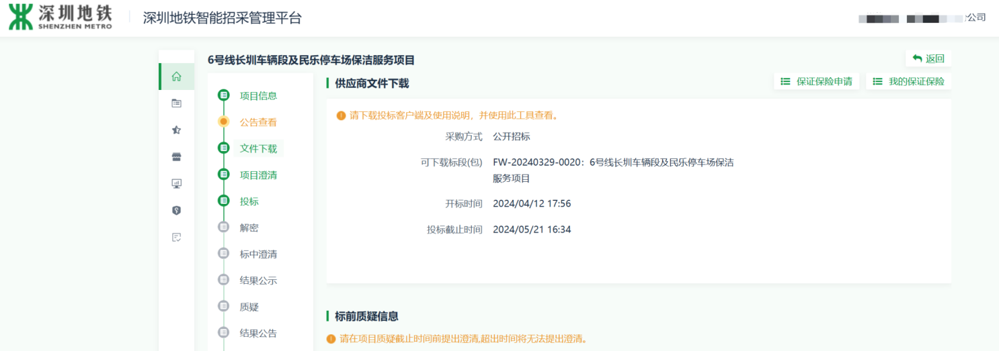 深圳地铁
SHENZHEN METRO
深圳地铁智能招采管理平台
公司
6号线长圳车辆段及民乐停车场保洁服务项目
返回
项目信息
公告查看
文件下载
项目澄清
投标
解密
标中澄清
结果公示
质疑
结果公告
供应商文件下载
保证保险申请
我的保证保险
请下载投标客户端及使用说明，并使用此工具查看。
采购方式 公开招标
可下载标段(包) FW-20240329-0020：6号线长圳车辆段及民乐停车场保洁
服务项目
开标时间 2024/04/12 17:56
投标截止时间 2024/05/21 16:34
标前质疑信息
请在项目质疑截止时间前提出澄清,超出时间将无法提出澄清。